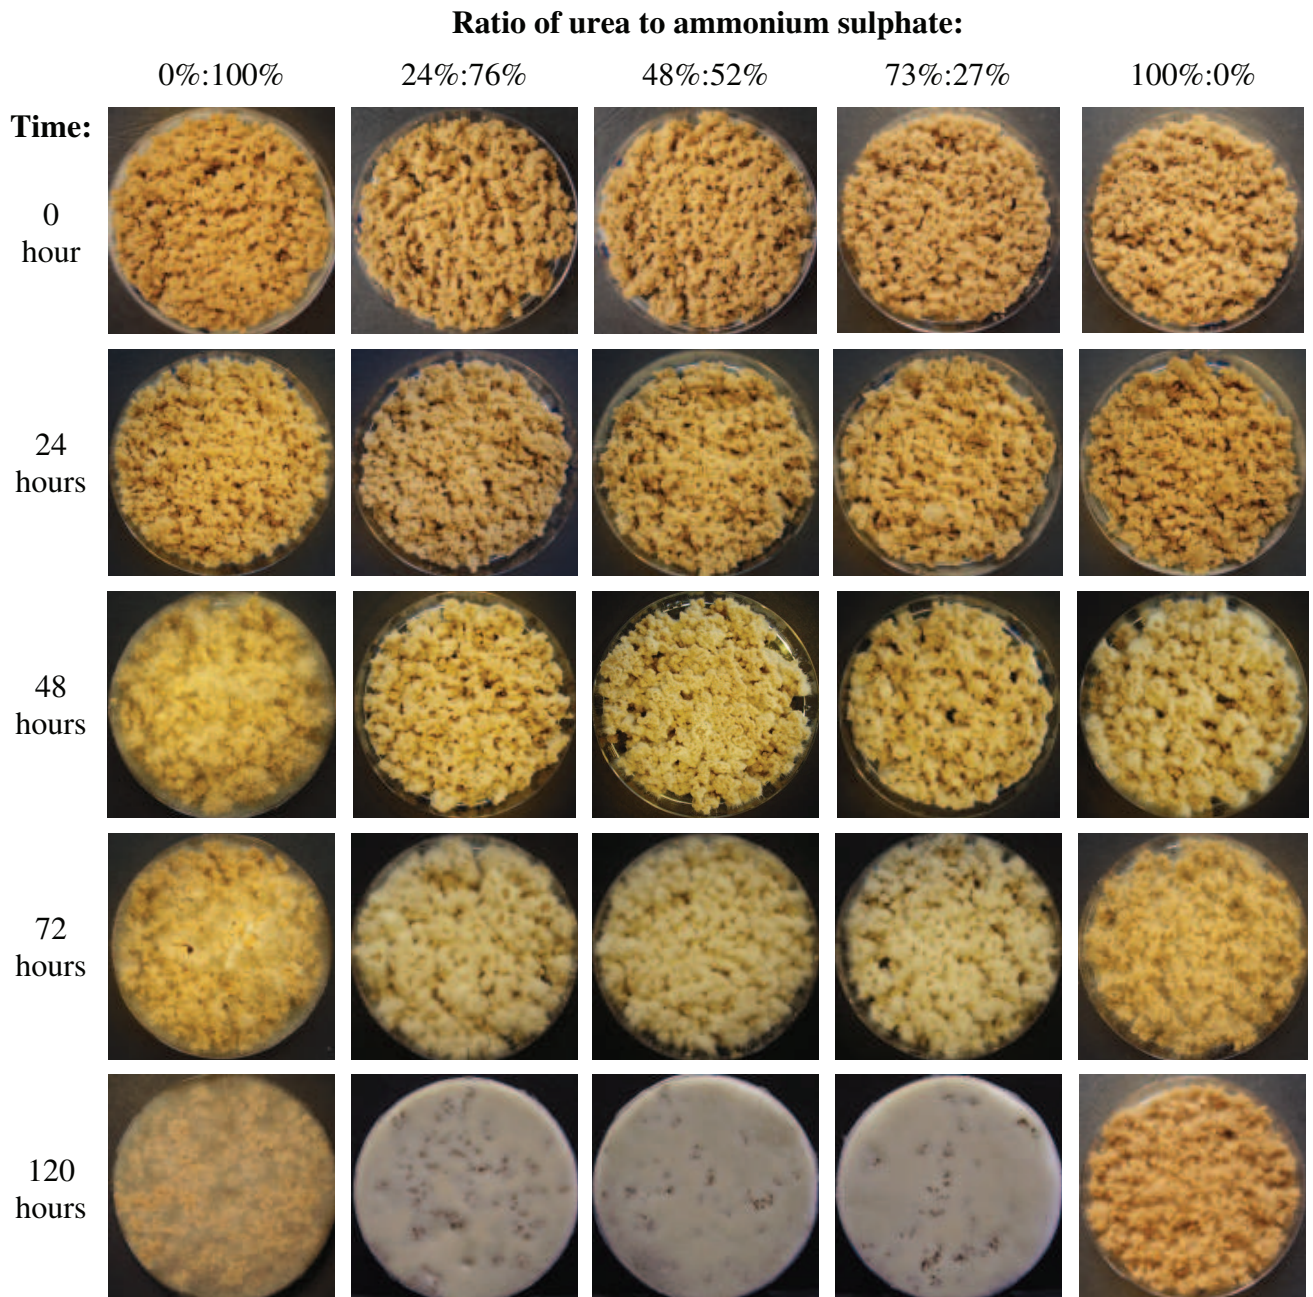 Ratio of urea to ammonium sulphate:
0%:100% 24%:76% 48%:52% 73%:27% 100%:0%
Time:
0
hour
24
hours
48
hours
72
hours
120
hours